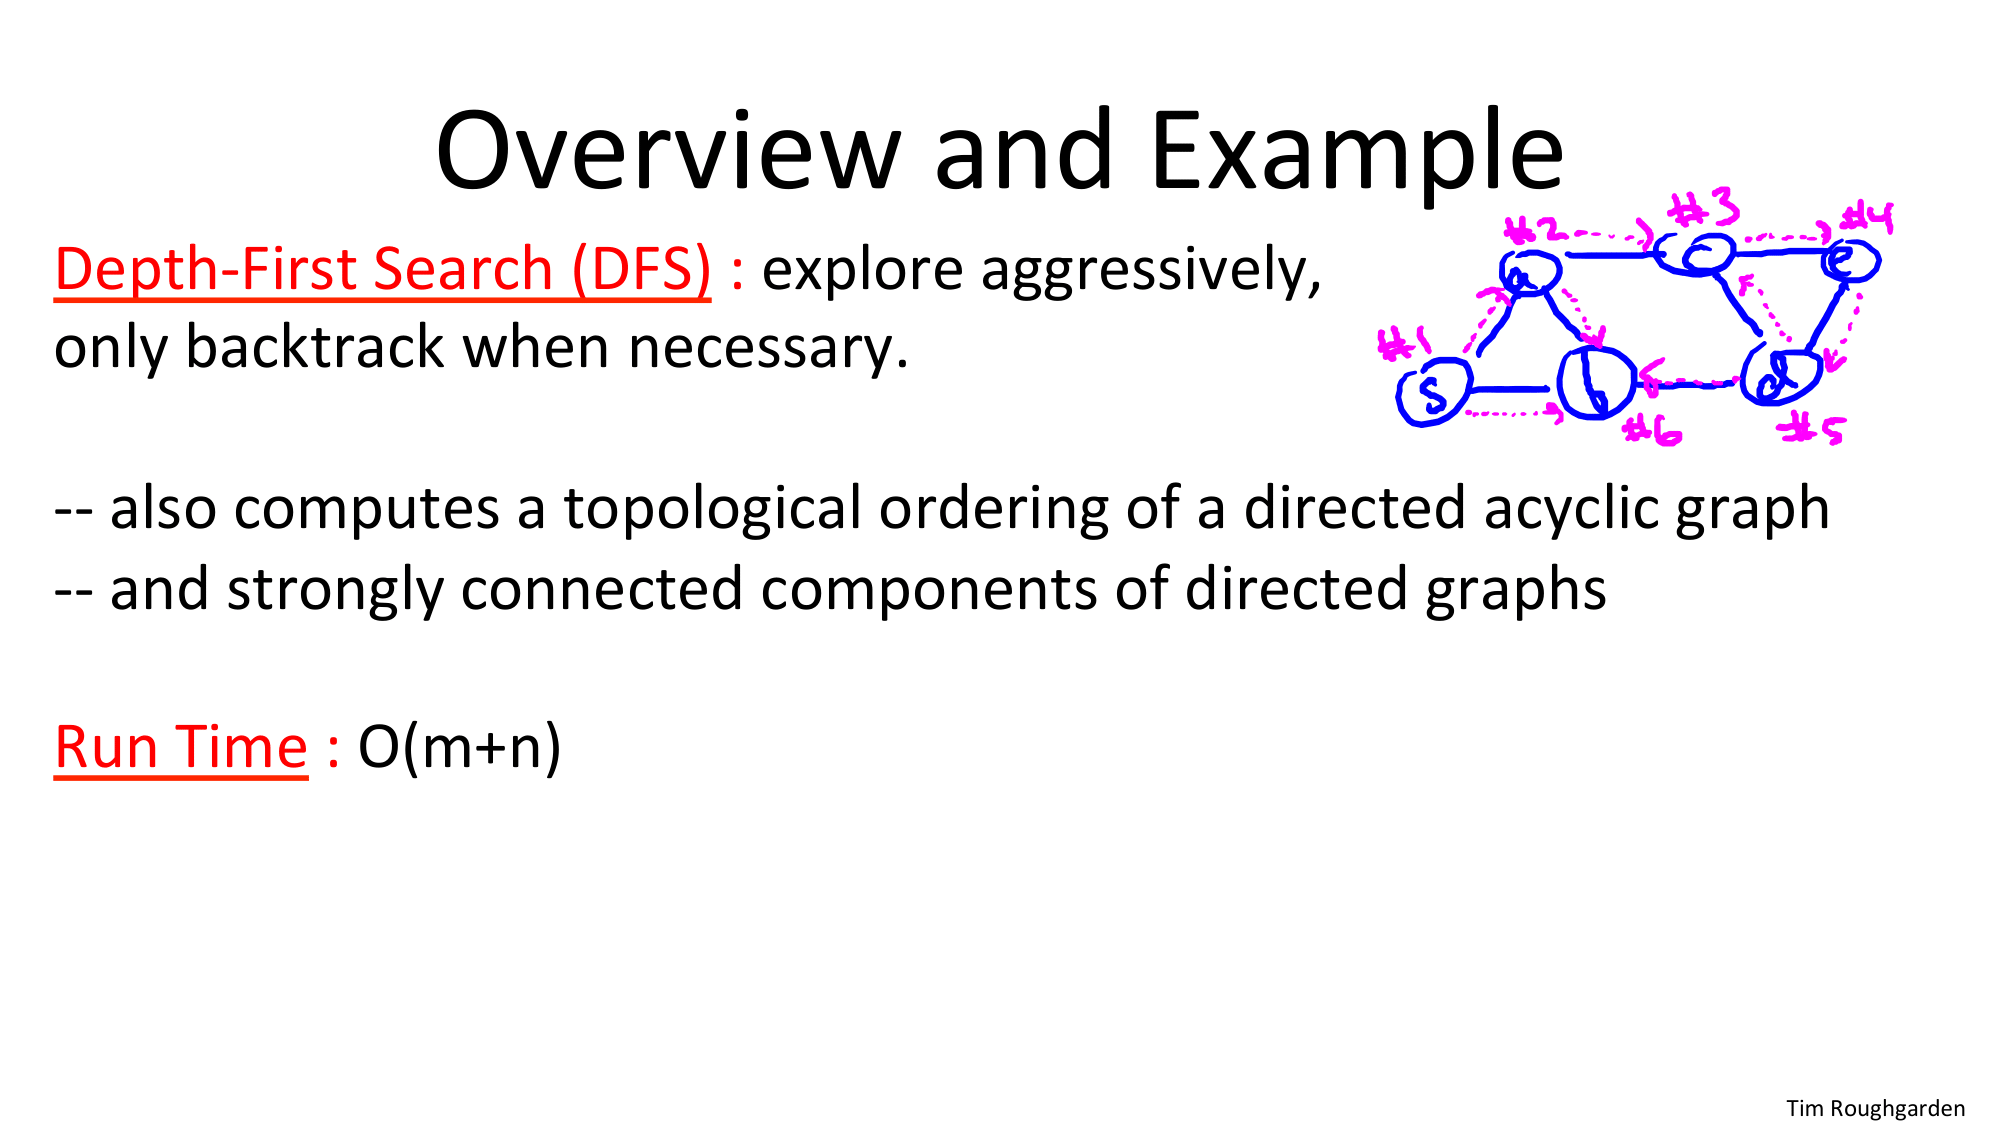 Overview and Example
Depth-First Search (DFS) : explore aggressively,
only backtrack when necessary.
#1
#2
#3
#4
#5
#6
s
a
b
c
d
e
-- also computes a topological ordering of a directed acyclic graph
-- and strongly connected components of directed graphs
Run Time : O(m+n)
Tim Roughgarden